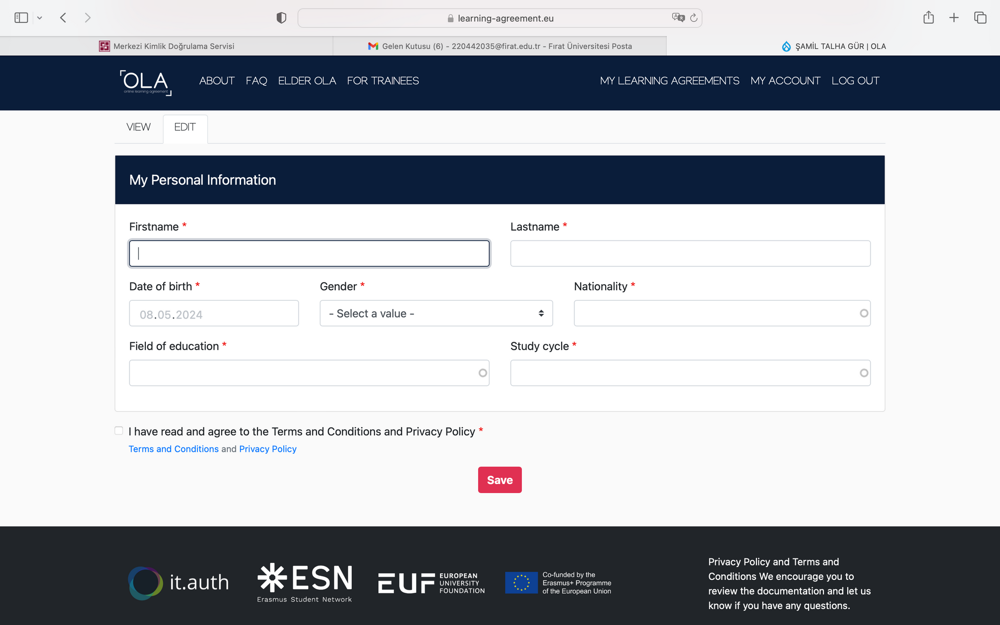 learning-agreement.eu
Merkezi Kimlik Doğrulama Servisi
Gelen Kutusu (6) - 220442035@firat.edu.tr - Fırat Üniversitesi Posta
ŞAMİL TALHA GÜR | OLA
OLA
online learning agreement
ABOUT FAQ ELDER OLA FOR TRAINEES
MY LEARNING AGREEMENTS MY ACCOUNT LOG OUT
VIEW EDIT
My Personal Information
Firstname *
Lastname *
Date of birth *
Gender *
Nationality *
08.05.2024
- Select a value -
Field of education *
Study cycle *
I have read and agree to the Terms and Conditions and Privacy Policy *
Terms and Conditions and Privacy Policy
Save
it.auth
ESN
Erasmus Student Network
EUF
EUROPEAN
UNIVERSITY
FOUNDATION
Co-funded by the
Erasmus+ Programme
of the European Union
Privacy Policy and Terms and
Conditions We encourage you to
review the documentation and let us
know if you have any questions.